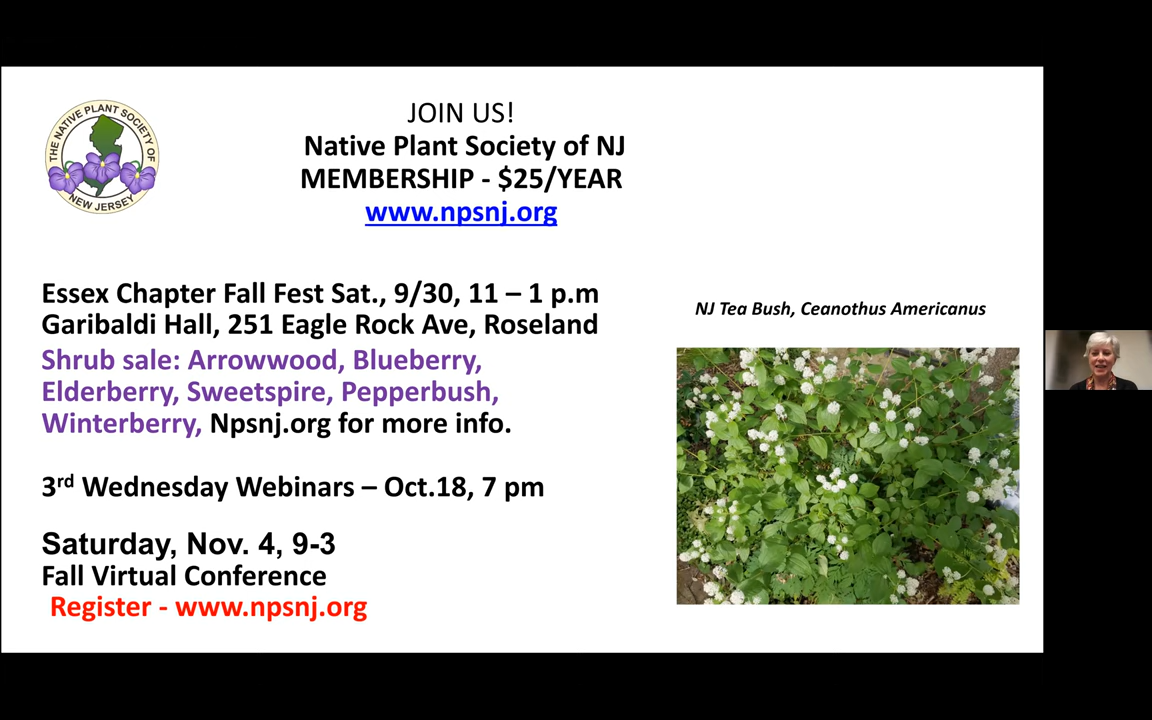 THE NATIVE PLANT SOCIETY OF
NEW JERSEY
JOIN US!
Native Plant Society of NJ
MEMBERSHIP - $25/YEAR
www.npsnj.org
Essex Chapter Fall Fest Sat., 9/30, 11 – 1 p.m
Garibaldi Hall, 251 Eagle Rock Ave, Roseland
Shrub sale: Arrowwood, Blueberry,
Elderberry, Sweetspire, Pepperbush,
Winterberry, Npsnj.org for more info.
3rd Wednesday Webinars – Oct.18, 7 pm
Saturday, Nov. 4, 9-3
Fall Virtual Conference
Register - www.npsnj.org
NJ Tea Bush, Ceanothus Americanus